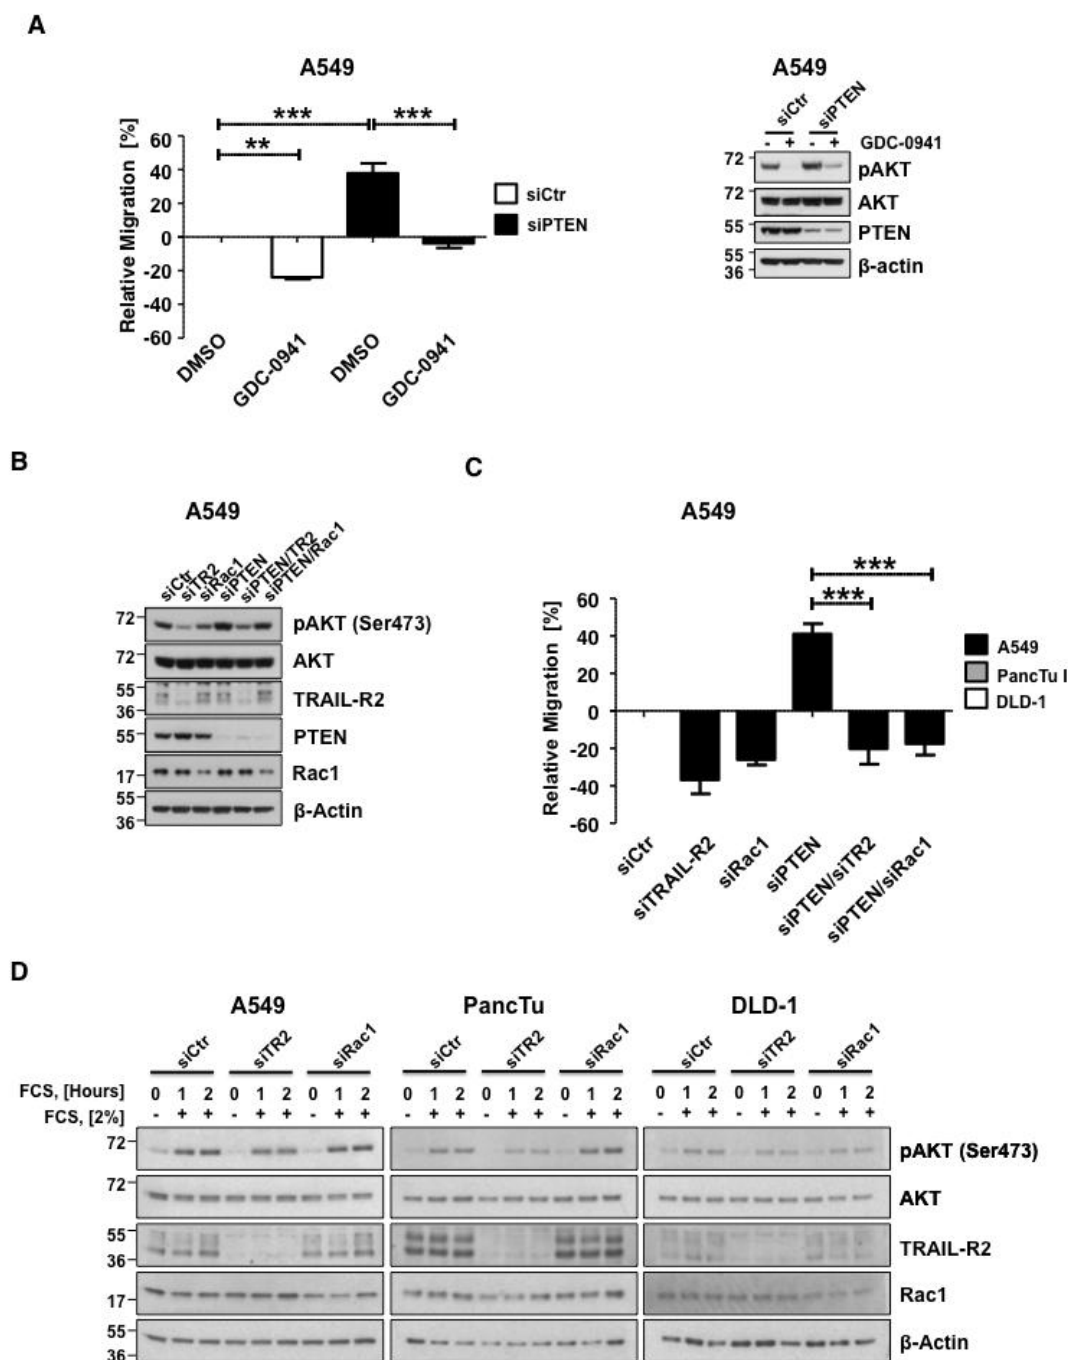 A
A549
*** ***
**
Relative Migration [%]
60
40
20
0
-20
-40
-60
DMSO
GDC-0941
DMSO
GDC-0941
siCtr
siPTEN
A549
siCtr siPTEN
- + - + GDC-0941
72 pAKT
72 AKT
55 PTEN
55
36 β-actin
B
A549
siCtr siTR2 siRac1 siPTEN siPTEN/TR2 siPTEN/Rac1
72 pAKT (Ser473)
72 AKT
55
36 TRAIL-R2
55 PTEN
17 Rac1
55
36 β-Actin
C
A549
***
***
Relative Migration [%]
60
40
20
0
-20
-40
-60
siCtr
siTRAIL-R2
siRac1
siPTEN
siPTEN/siTR2
siPTEN/siRac1
A549
PancTu I
DLD-1
D
A549 PancTu DLD-1
siCtr siTR2 siRac1 siCtr siTR2 siRac1 siCtr siTR2 siRac1
FCS, [Hours] 0 1 2 0 1 2 0 1 2 0 1 2 0 1 2 0 1 2 0 1 2 0 1 2 0 1 2
FCS, [2%] - + + - + + - + + - + + - + + - + + - + + - + + - + +
72 pAKT (Ser473)
72 AKT
55
36 TRAIL-R2
17 Rac1
55
36 β-Actin